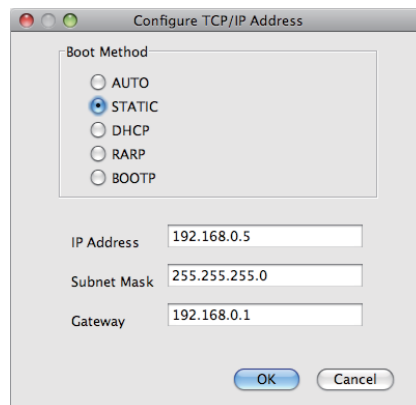 Configure TCP/IP Address
Boot Method
AUTO
STATIC
DHCP
RARP
BOOTP
IP Address 192.168.0.5
Subnet Mask 255.255.255.0
Gateway 192.168.0.1
OK Cancel